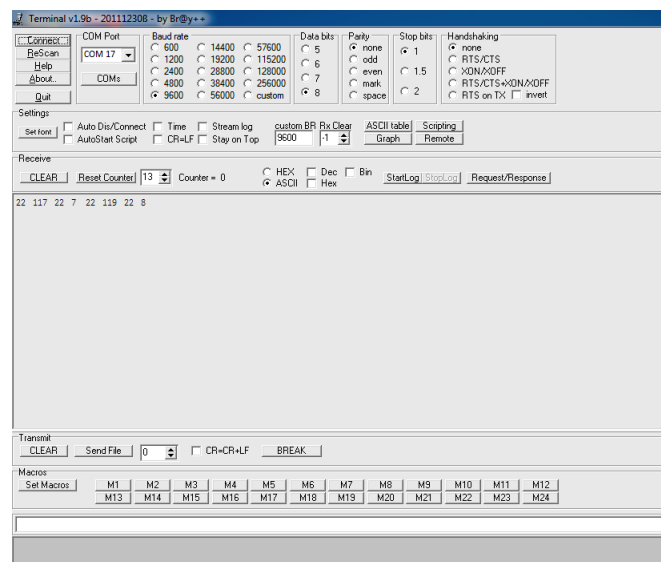 Terminal v1.9b - 201112308 - by Br@y++
Connect COM Port Baud rate Data bits Parity Stop bits Handshaking
ReScan COM 17 600 14400 57600 5 none 1 none
Help 1200 19200 115200 6 odd 1.5 RTS/CTS
About.. COMs 2400 28800 128000 7 even 2 XON/XOFF
Quit 4800 38400 256000 8 mark RTS/CTS+XON/XOFF
9600 56000 custom space RTS on TX invert
Settings
Set font Auto Dis/Connect Time Stream log custom BR Rx Clear ASCII table Scripting
AutoStart Script CR=LF Stay on Top 9600 -1 Graph Remote
Receive
CLEAR Reset Counter 13 Counter = 0 HEX Dec Bin StartLog StopLog Request/Response
ASCII Hex
22 117 22 7 22 119 22 8
Transmit
CLEAR Send File 0 CR=CR+LF BREAK
Macros
Set Macros M1 M2 M3 M4 M5 M6 M7 M8 M9 M10 M11 M12
M13 M14 M15 M16 M17 M18 M19 M20 M21 M22 M23 M24